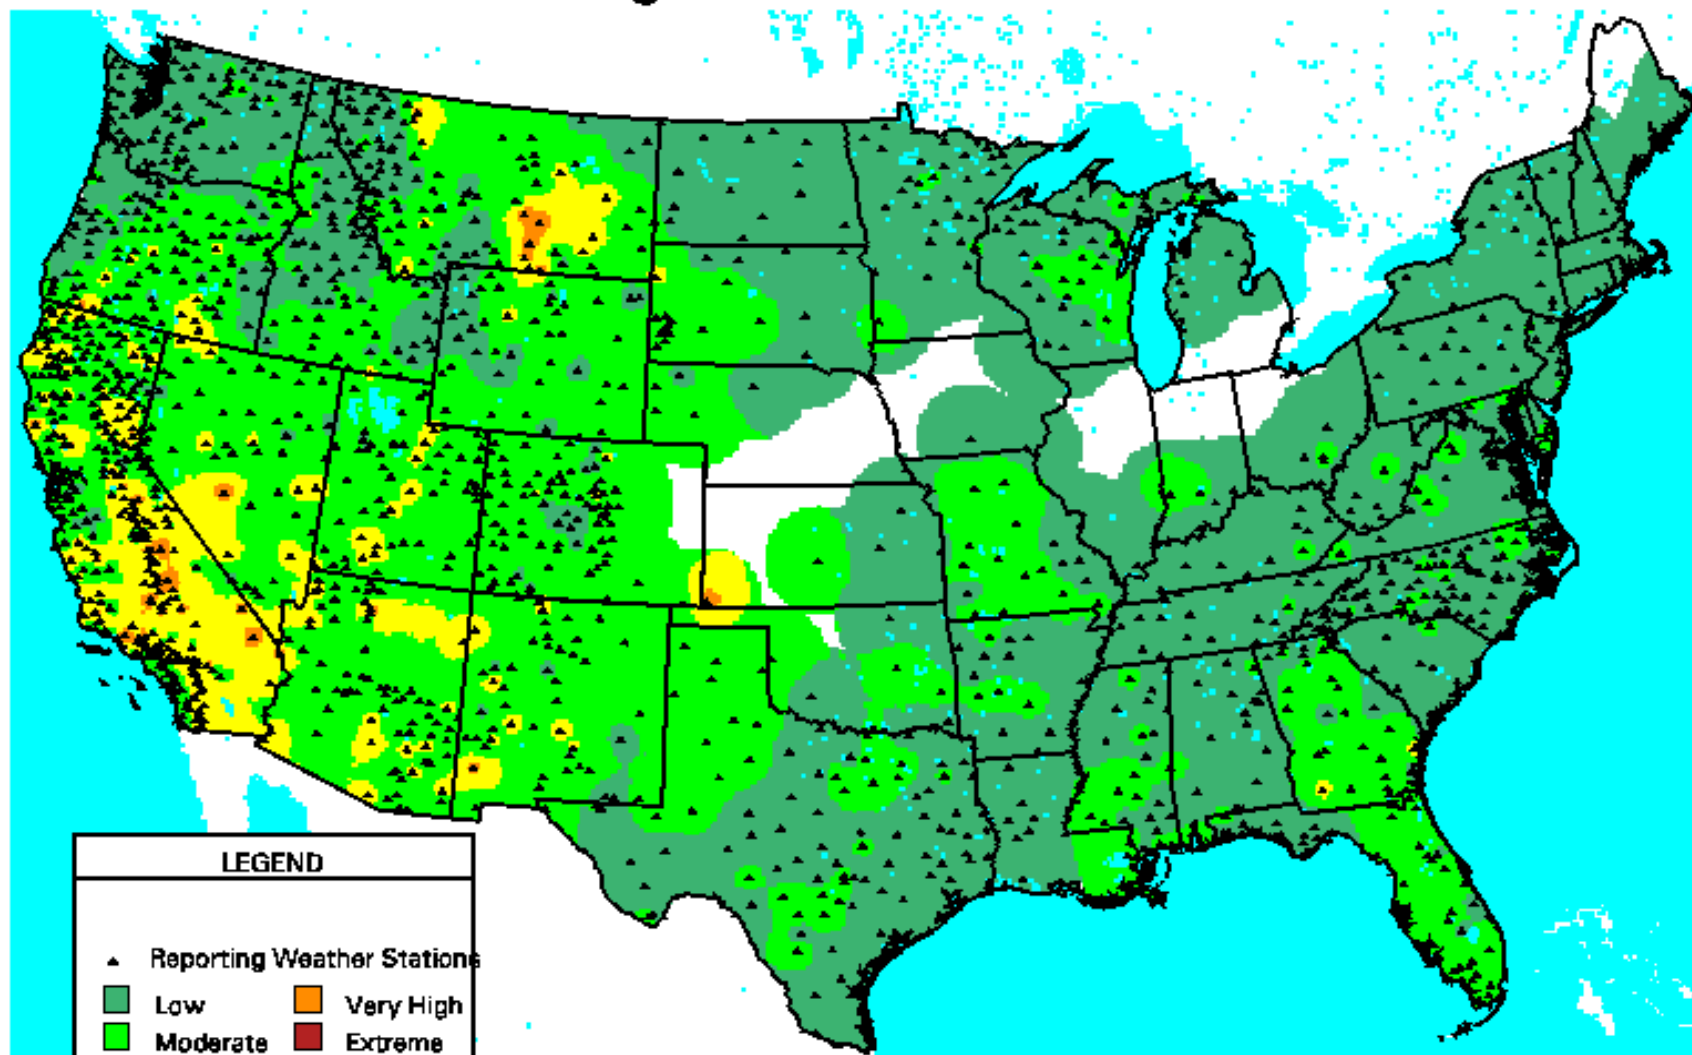 LEGEND
Reporting Weather Stations
Low Very High
Moderate Extreme